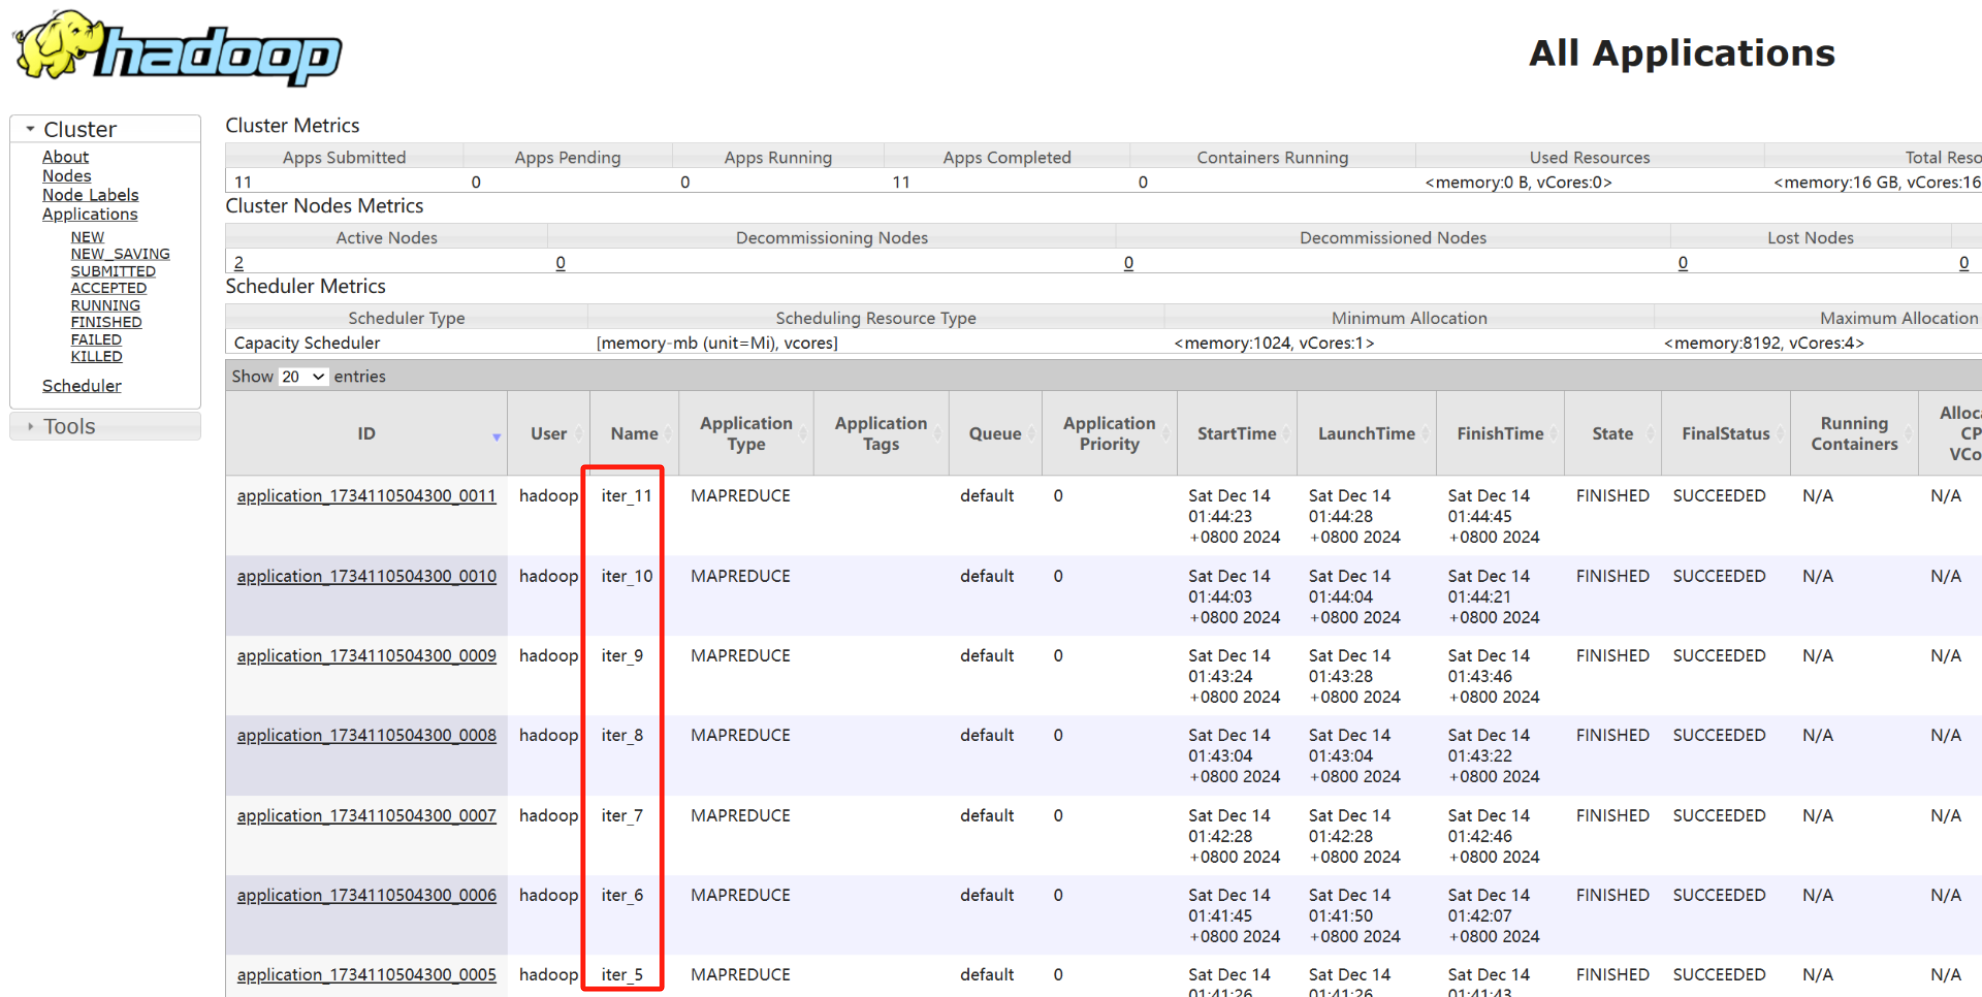 hadoop
All Applications
Cluster
About
Nodes
Node Labels
Applications
NEW
NEW_SAVING
SUBMITTED
ACCEPTED
RUNNING
FINISHED
FAILED
KILLED
Scheduler
Tools
Cluster Metrics
Apps Submitted Apps Pending Apps Running Apps Completed Containers Running Used Resources Total Reso
11 0 0 11 0 <memory:0 B, vCores:0> <memory:16 GB, vCores:16
Cluster Nodes Metrics
Active Nodes Decommissioning Nodes Decommissioned Nodes Lost Nodes
2 0 0 0 0
Scheduler Metrics
Scheduler Type Scheduling Resource Type Minimum Allocation Maximum Allocation
Capacity Scheduler [memory-mb (unit=Mi), vcores] <memory:1024, vCores:1> <memory:8192, vCores:4>
Show 20 entries
ID User Name Application Type Application Tags Queue Application Priority StartTime LaunchTime FinishTime State FinalStatus Running Containers Alloca CP VCo
application_1734110504300_0011 hadoop iter_11 MAPREDUCE default 0 Sat Dec 14 Sat Dec 14 Sat Dec 14 FINISHED SUCCEEDED N/A N/A
01:44:23 01:44:28 01:44:45
+0800 2024 +0800 2024 +0800 2024
application_1734110504300_0010 hadoop iter_10 MAPREDUCE default 0 Sat Dec 14 Sat Dec 14 Sat Dec 14 FINISHED SUCCEEDED N/A N/A
01:44:03 01:44:04 01:44:21
+0800 2024 +0800 2024 +0800 2024
application_1734110504300_0009 hadoop iter_9 MAPREDUCE default 0 Sat Dec 14 Sat Dec 14 Sat Dec 14 FINISHED SUCCEEDED N/A N/A
01:43:24 01:43:28 01:43:46
+0800 2024 +0800 2024 +0800 2024
application_1734110504300_0008 hadoop iter_8 MAPREDUCE default 0 Sat Dec 14 Sat Dec 14 Sat Dec 14 FINISHED SUCCEEDED N/A N/A
01:43:04 01:43:04 01:43:22
+0800 2024 +0800 2024 +0800 2024
application_1734110504300_0007 hadoop iter_7 MAPREDUCE default 0 Sat Dec 14 Sat Dec 14 Sat Dec 14 FINISHED SUCCEEDED N/A N/A
01:42:28 01:42:28 01:42:46
+0800 2024 +0800 2024 +0800 2024
application_1734110504300_0006 hadoop iter_6 MAPREDUCE default 0 Sat Dec 14 Sat Dec 14 Sat Dec 14 FINISHED SUCCEEDED N/A N/A
01:41:45 01:41:50 01:42:07
+0800 2024 +0800 2024 +0800 2024
application_1734110504300_0005 hadoop iter_5 MAPREDUCE default 0 Sat Dec 14 Sat Dec 14 Sat Dec 14 FINISHED SUCCEEDED N/A N/A
01:41:26 01:41:26 01:41:43